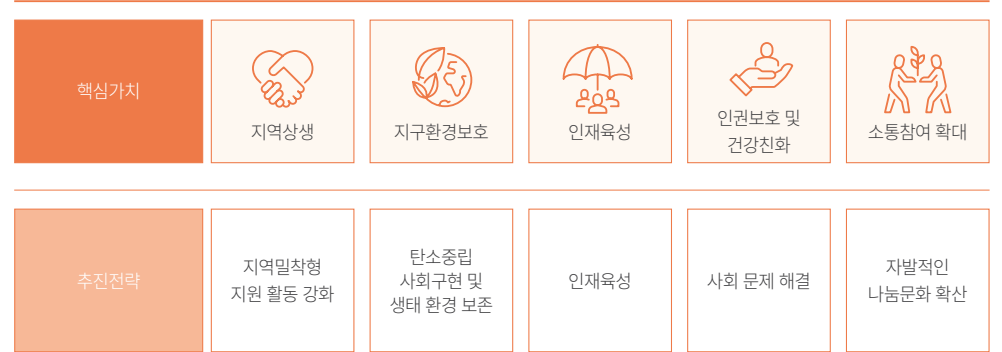 핵심가치
지역상생
지구환경보호
인재육성
인권보호 및
건강친화
소통참여 확대
추진전략
지역밀착형
지원 활동 강화
탄소중립
사회구현 및
생태 환경 보존
인재육성
사회 문제 해결
자발적인
나눔문화 확산